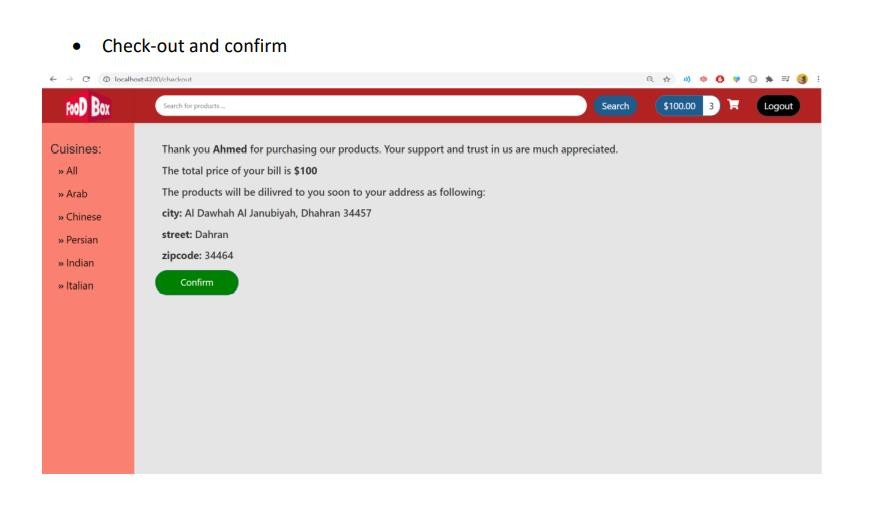 • Check-out and confirm
localhost:4200/checkout
FooD Box
Search for products ...
Search
$100.00 3
Logout
Cuisines:
» All
» Arab
» Chinese
» Persian
» Indian
» Italian
Thank you Ahmed for purchasing our products. Your support and trust in us are much appreciated.
The total price of your bill is $100
The products will be dilivred to you soon to your address as following:
city: Al Dawhah Al Janubiyah, Dhahran 34457
street: Dahran
zipcode: 34464
Confirm